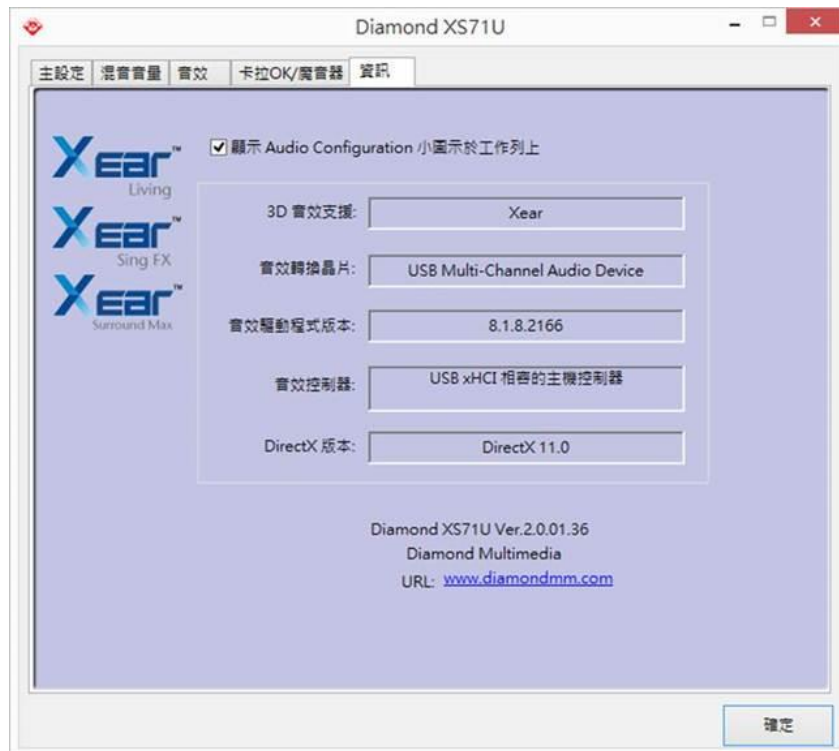 Diamond XS71U
主設定 混音音量 音效 卡拉OK/魔音器 資訊
Xear™
Living
Xear™
Sing FX
Xear™
Surround Max
顯示 Audio Configuration 小圖示於工作列上
3D 音效支援: Xear
音效轉換晶片: USB Multi-Channel Audio Device
音效驅動程式版本: 8.1.8.2166
音效控制器: USB xHCI 相容的主機控制器
DirectX 版本: DirectX 11.0
Diamond XS71U Ver.2.0.01.36
Diamond Multimedia
URL: www.diamondmm.com
確定